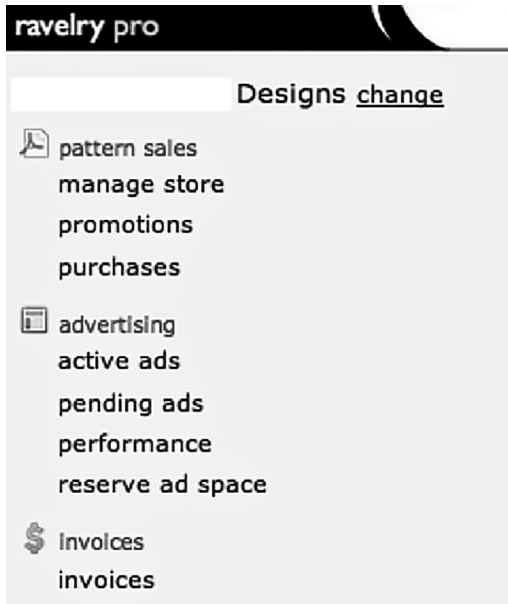 ravelry pro
Designs change
pattern sales
manage store
promotions
purchases
advertising
active ads
pending ads
performance
reserve ad space
$ invoices
invoices